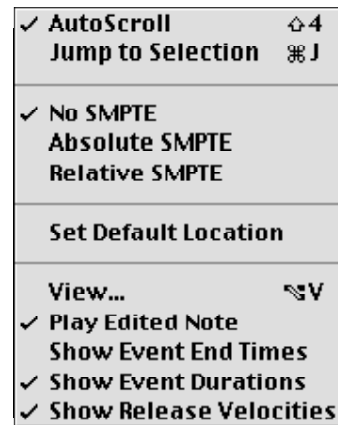 ✓ AutoScroll ⇧4
Jump to Selection ⌘J
✓ No SMPTE
Absolute SMPTE
Relative SMPTE
Set Default Location
View... ⌥V
✓ Play Edited Note
Show Event End Times
✓ Show Event Durations
✓ Show Release Velocities